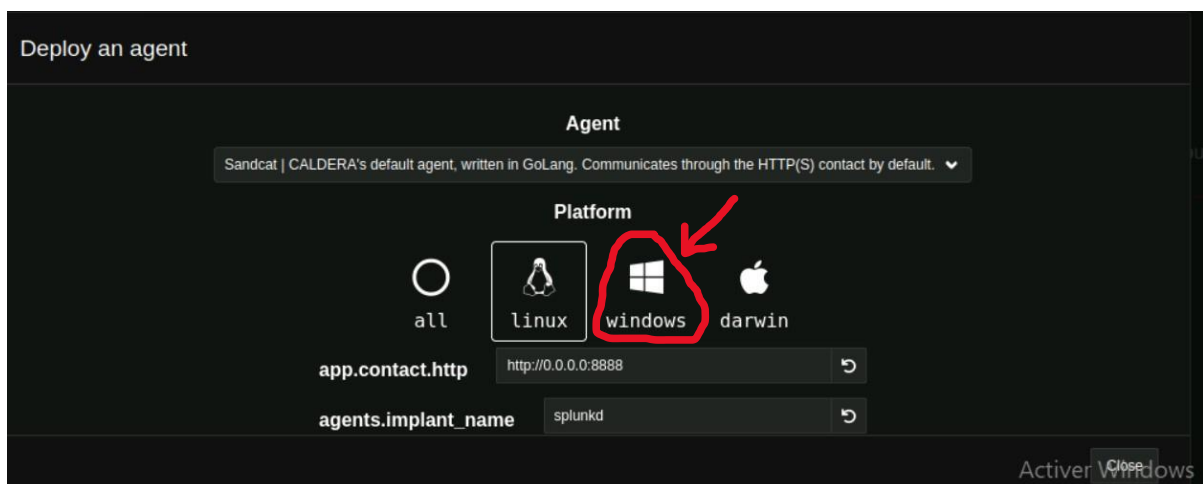 Deploy an agent
Agent
Sandcat | CALDERA's default agent, written in GoLang. Communicates through the HTTP(S) contact by default.
Platform
all linux windows darwin
app.contact.http http://0.0.0.0:8888
agents.implant_name splunkd
Close
Activer Windows